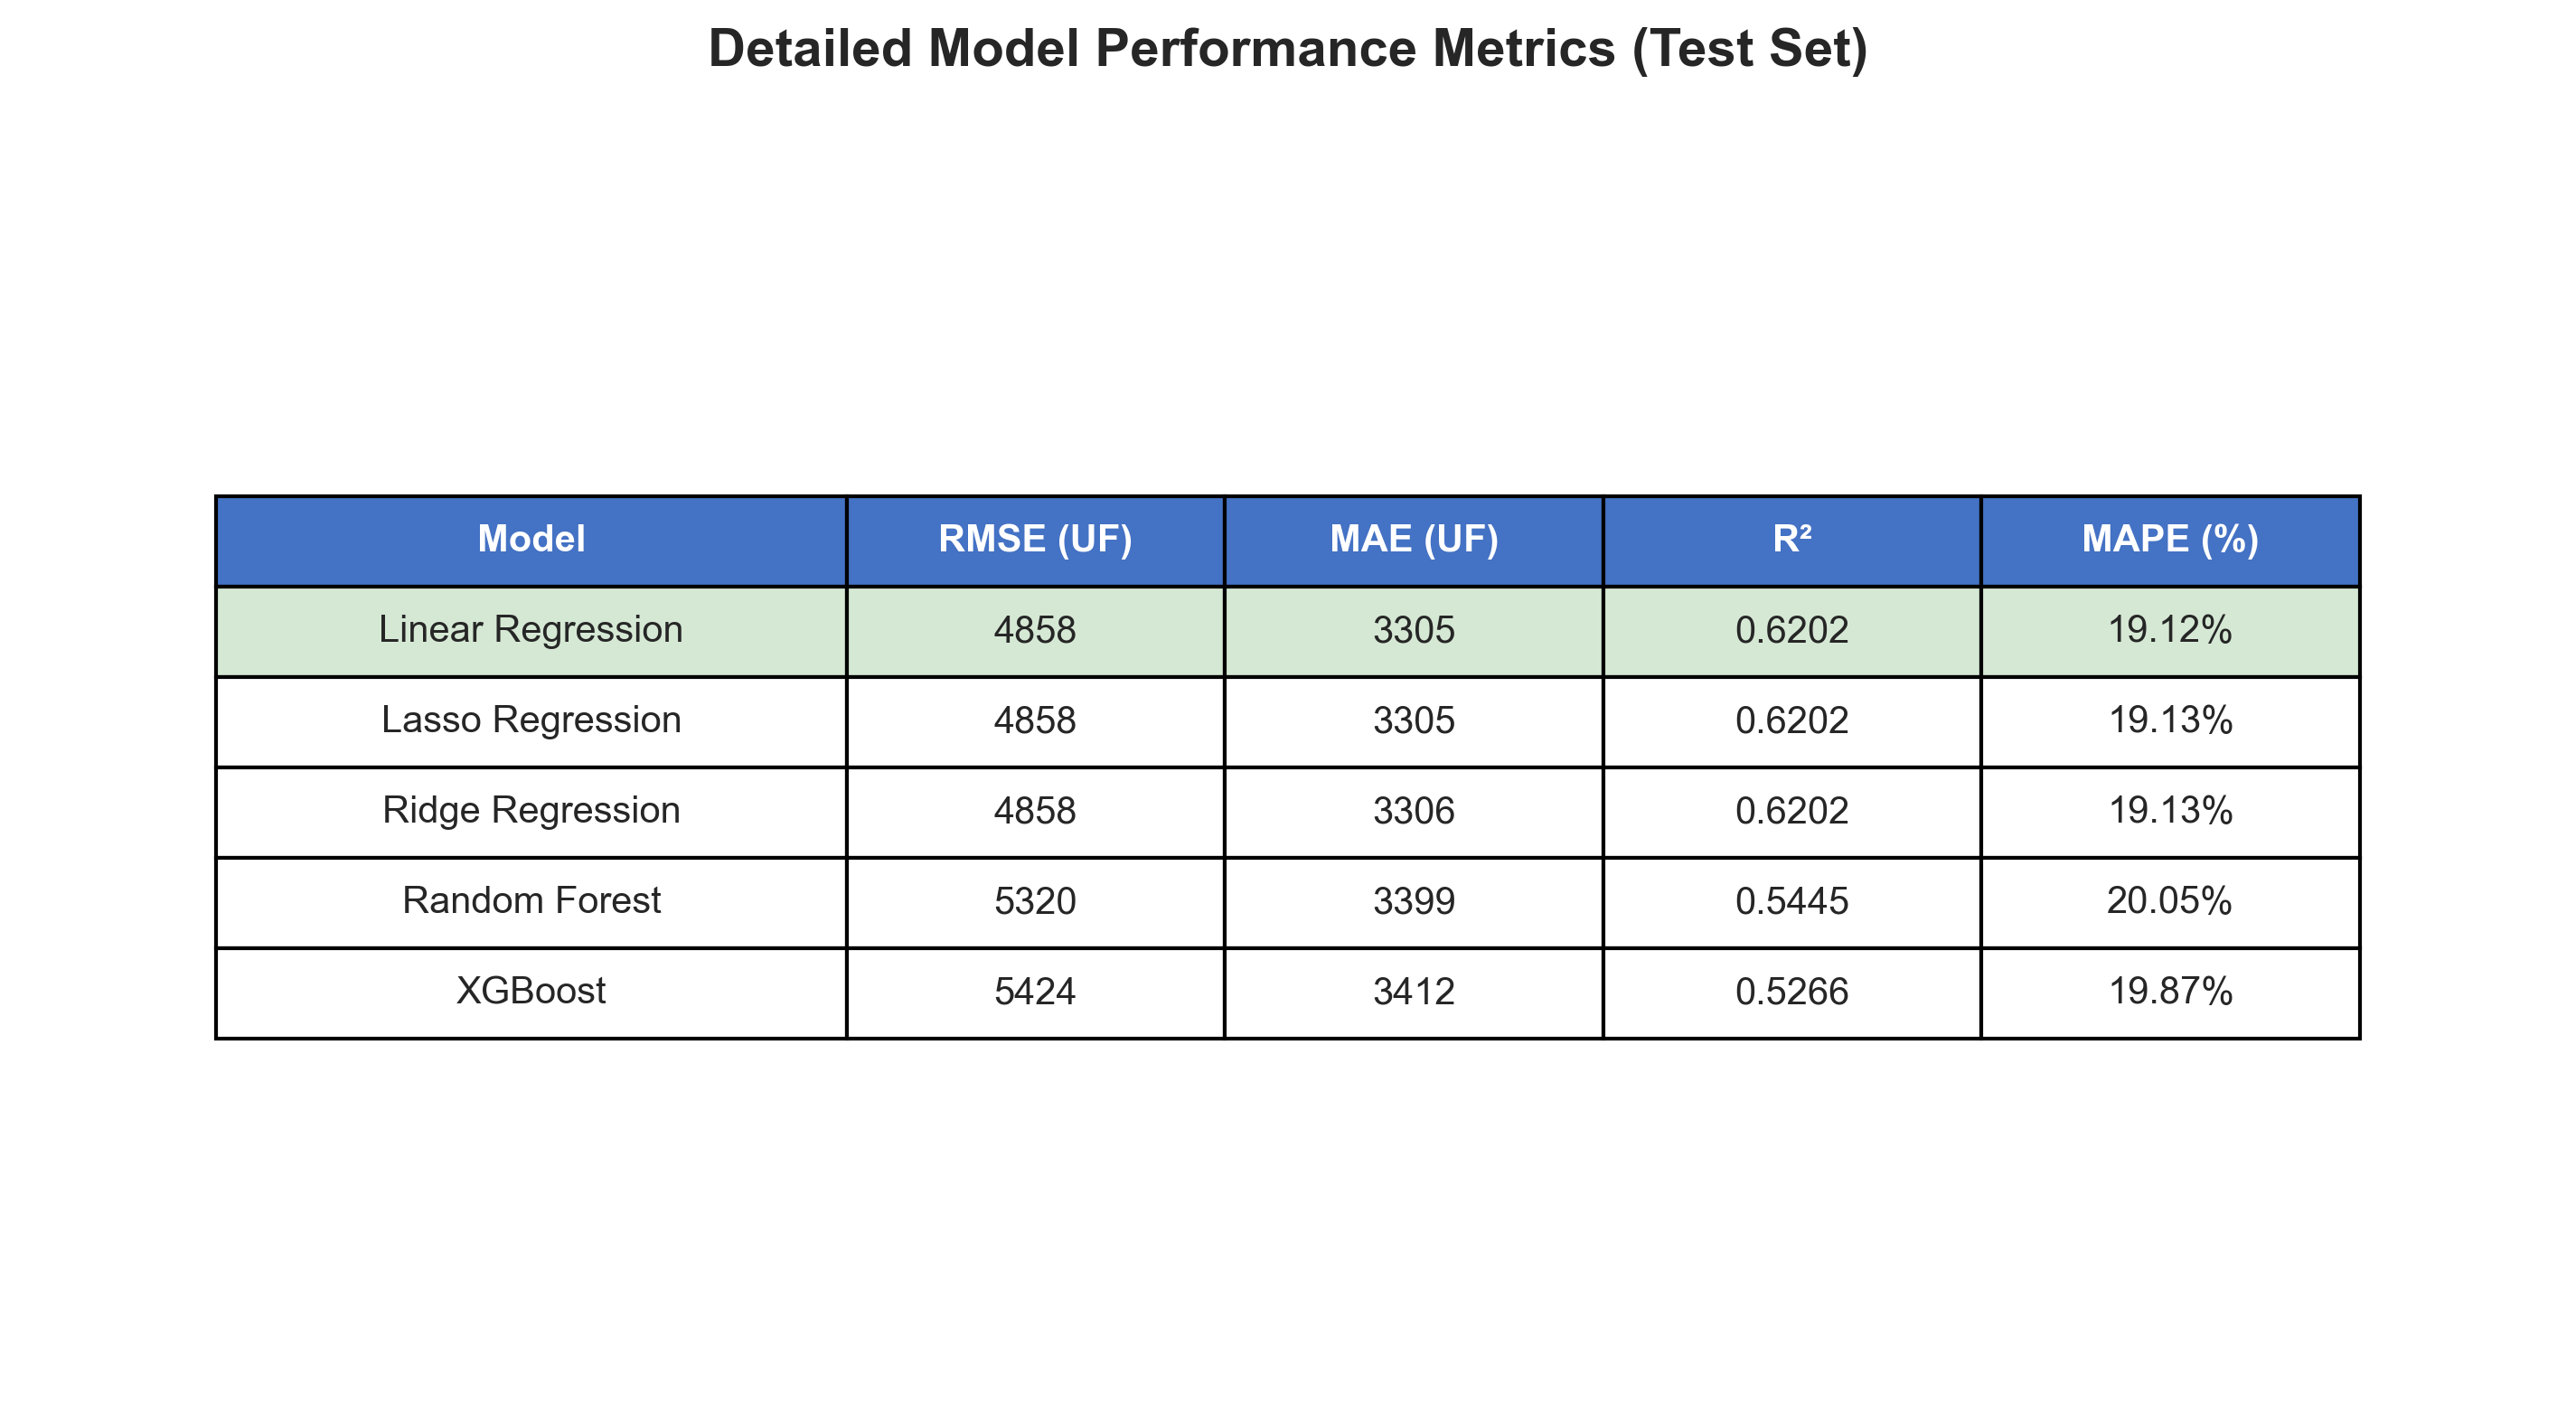 Detailed Model Performance Metrics (Test Set)
Model RMSE (UF) MAE (UF) R² MAPE (%)
Linear Regression 4858 3305 0.6202 19.12%
Lasso Regression 4858 3305 0.6202 19.13%
Ridge Regression 4858 3306 0.6202 19.13%
Random Forest 5320 3399 0.5445 20.05%
XGBoost 5424 3412 0.5266 19.87%